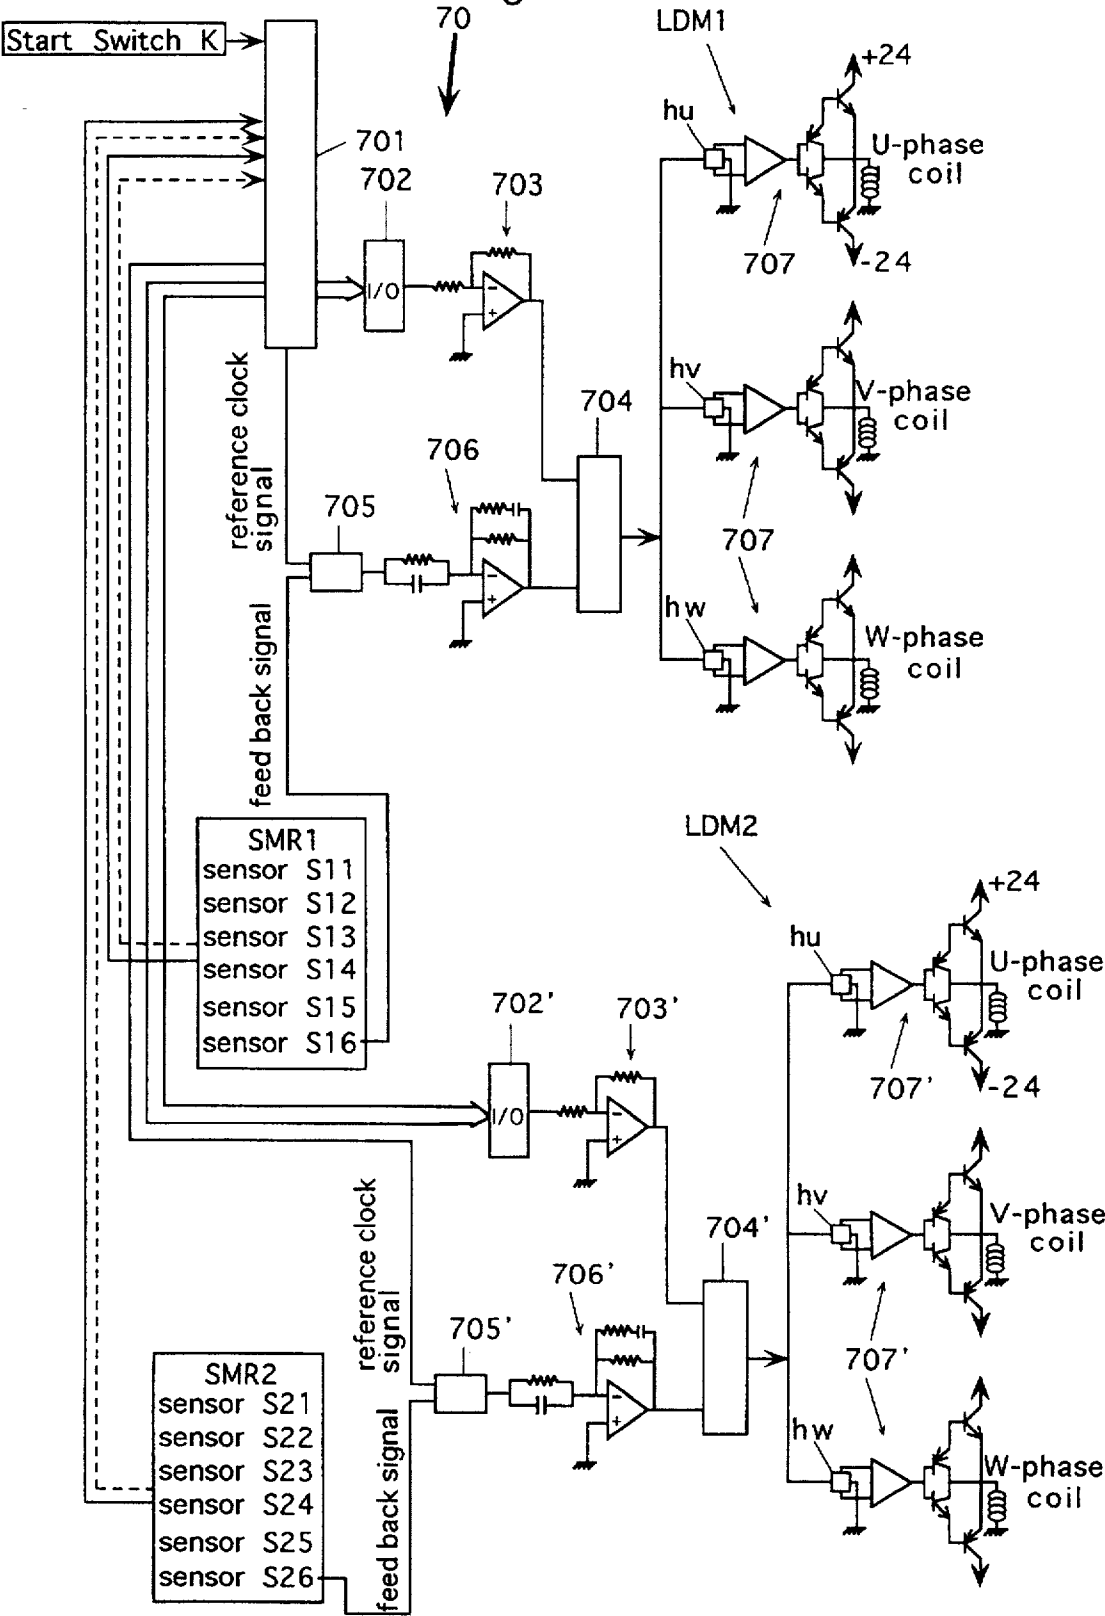 70
LDM1
Start Switch K
+24
hu
U-phase
coil
701
702
703
707
-24
I/O
reference clock
signal
hv
V-phase
coil
704
706
705
707
hw
W-phase
coil
feed back signal
SMR1
sensor S11
sensor S12
sensor S13
sensor S14
sensor S15
sensor S16
LDM2
+24
hu
U-phase
coil
702'
703'
707'
-24
I/O
reference clock
signal
hv
V-phase
coil
704'
706'
705'
707'
hw
W-phase
coil
feed back signal
SMR2
sensor S21
sensor S22
sensor S23
sensor S24
sensor S25
sensor S26